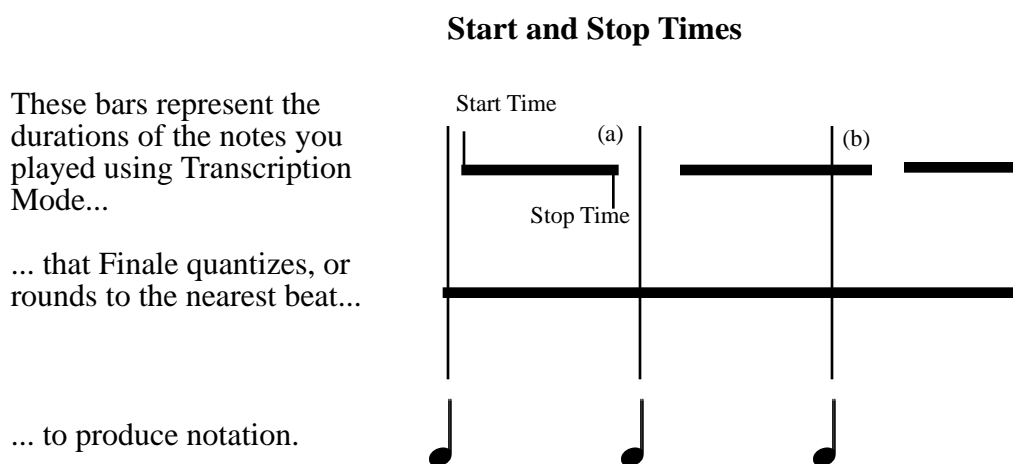 Start and Stop Times
These bars represent the
durations of the notes you
played using Transcription
Mode...
Start Time
(a)
(b)
Stop Time
... that Finale quantizes, or
rounds to the nearest beat...
... to produce notation.